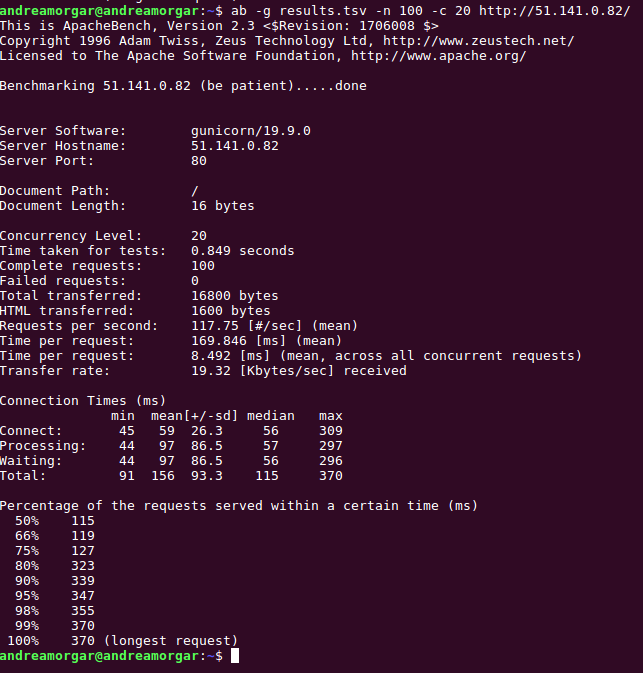 andreamorgar@andreamorgar:~$ ab -g results.tsv -n 100 -c 20 http://51.141.0.82/
This is ApacheBench, Version 2.3 <$Revision: 1706008 $>
Copyright 1996 Adam Twiss, Zeus Technology Ltd, http://www.zeustech.net/
Licensed to The Apache Software Foundation, http://www.apache.org/

Benchmarking 51.141.0.82 (be patient).....done


Server Software:        gunicorn/19.9.0
Server Hostname:        51.141.0.82
Server Port:            80

Document Path:          /
Document Length:        16 bytes

Concurrency Level:      20
Time taken for tests:   0.849 seconds
Complete requests:      100
Failed requests:        0
Total transferred:      16800 bytes
HTML transferred:       1600 bytes
Requests per second:    117.75 [#/sec] (mean)
Time per request:       169.846 [ms] (mean)
Time per request:       8.492 [ms] (mean, across all concurrent requests)
Transfer rate:          19.32 [Kbytes/sec] received

Connection Times (ms)
              min  mean[+/-sd] median   max
Connect:       45   59  26.3     56     309
Processing:    44   97  86.5     57     297
Waiting:       44   97  86.5     56     296
Total:         91  156  93.3    115     370

Percentage of the requests served within a certain time (ms)
  50%    115
  66%    119
  75%    127
  80%    323
  90%    339
  95%    347
  98%    355
  99%    370
 100%    370 (longest request)
andreamorgar@andreamorgar:~$